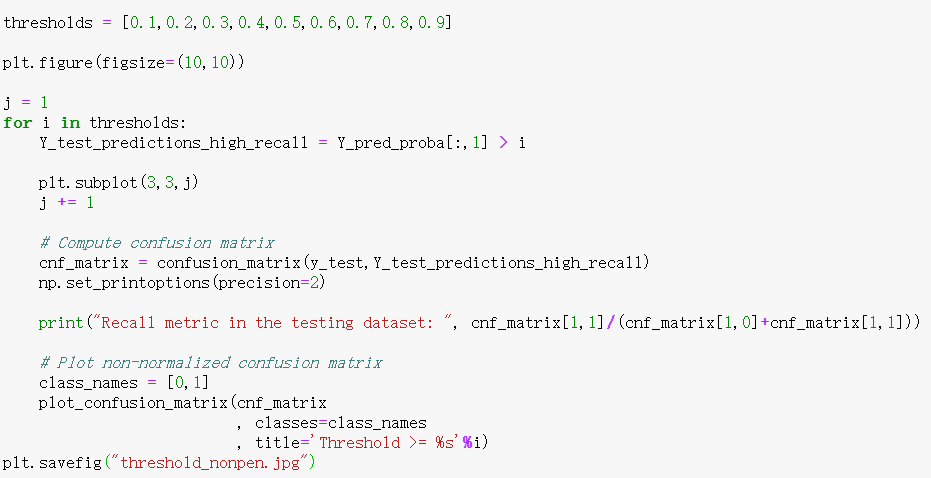 thresholds = [0.1,0.2,0.3,0.4,0.5,0.6,0.7,0.8,0.9]
plt.figure(figsize=(10,10))
j = 1
for i in thresholds:
    Y_test_predictions_high_recall = Y_pred_proba[:,1] > i
    plt.subplot(3,3,j)
    j += 1
    # Compute confusion matrix
    cnf_matrix = confusion_matrix(y_test,Y_test_predictions_high_recall)
    np.set_printoptions(precision=2)
    print("Recall metric in the testing dataset: ", cnf_matrix[1,1]/(cnf_matrix[1,0]+cnf_matrix[1,1]))
    # Plot non-normalized confusion matrix
    class_names = [0,1]
    plot_confusion_matrix(cnf_matrix
                          , classes=class_names
                          , title='Threshold >= %s'%i)
plt.savefig("threshold_nonpen.jpg")